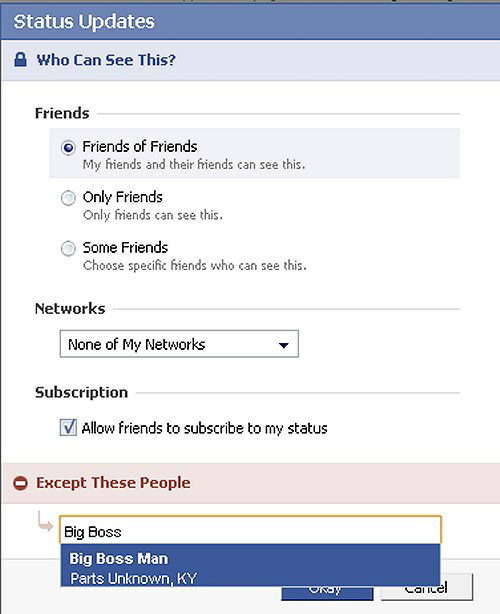 Status Updates
Who Can See This?
Friends
Friends of Friends
My friends and their friends can see this.
Only Friends
Only friends can see this.
Some Friends
Choose specific friends who can see this.
Networks
None of My Networks
Subscription
Allow friends to subscribe to my status
Except These People
Big Boss
Big Boss Man
Parts Unknown, KY
Okay Cancel